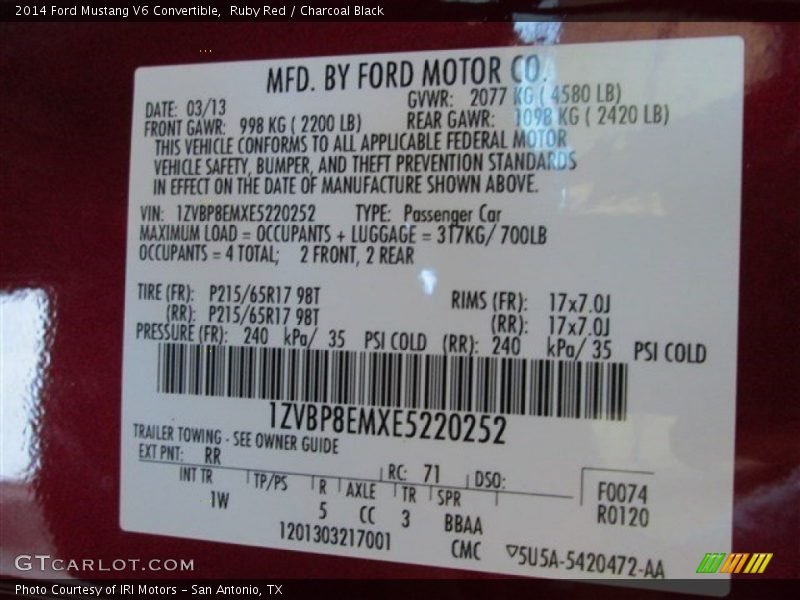 2014 Ford Mustang V6 Convertible,  Ruby Red / Charcoal Black
MFD. BY FORD MOTOR CO.
DATE: 03/13 GVWR: 2077 KG ( 4580 LB)
FRONT GAWR: 998 KG ( 2200 LB) REAR GAWR: 1098 KG ( 2420 LB)
THIS VEHICLE CONFORMS TO ALL APPLICABLE FEDERAL MOTOR
VEHICLE SAFETY, BUMPER, AND THEFT PREVENTION STANDARDS
IN EFFECT ON THE DATE OF MANUFACTURE SHOWN ABOVE.
VIN: 1ZVBP8EMXE5220252 TYPE: Passenger Car
MAXIMUM LOAD = OCCUPANTS + LUGGAGE = 317KG/ 700LB
OCCUPANTS = 4 TOTAL; 2 FRONT, 2 REAR
TIRE (FR): P215/65R17 98T RIMS (FR): 17x7.0J
(RR): P215/65R17 98T (RR): 17x7.0J
PRESSURE (FR): 240 kPa/ 35 PSI COLD (RR): 240 kPa/ 35 PSI COLD
1ZVBP8EMXE5220252
TRAILER TOWING - SEE OWNER GUIDE
EXT PNT: RR RC: 71 DSO:
INT TR TP/PS R AXLE TR SPR F0074
1W 5 CC 3 BBAA R0120
1201303217001 CMC ▽5U5A-5420472-AA
GTCARLOT.COM
Photo Courtesy of IRI Motors – San Antonio, TX